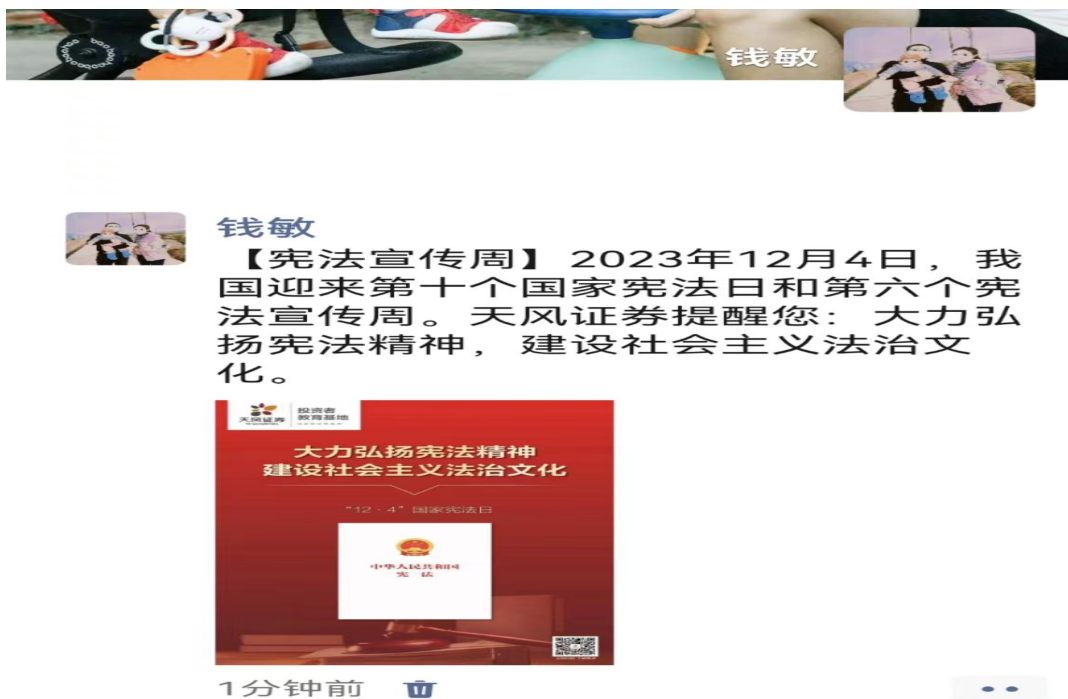 钱敏
钱敏
【宪法宣传周】2023年12月4日，我
国迎来第十个国家宪法日和第六个宪
法宣传周。天风证券提醒您：大力弘
扬宪法精神，建设社会主义法治文
化。
天风证券 投资者
教育基地
大力弘扬宪法精神
建设社会主义法治文化
“12·4”国家宪法日
中华人民共和国
宪 法
1分钟前